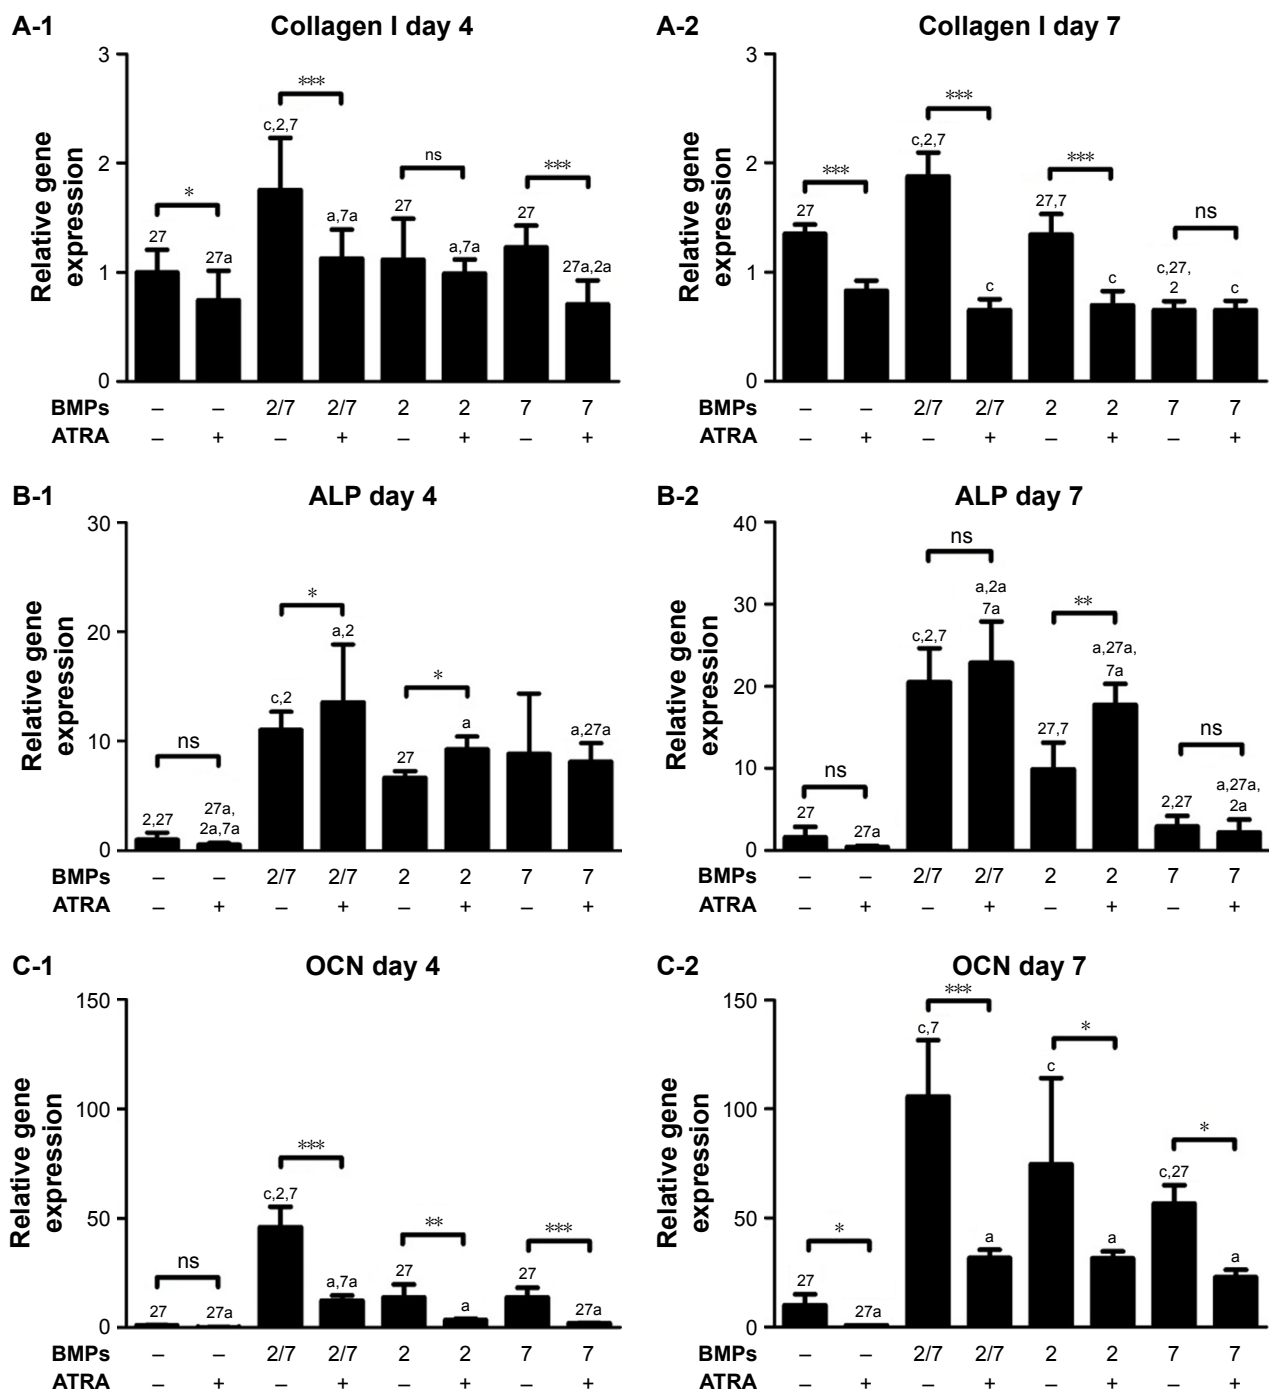 A-1
Collagen I day 4
Relative gene
expression
3
2
1
0
*
***
ns
***
27
27a
c,2,7
a,7a
27
a,7a
27
27a,2a
BMPs – – 2/7 2/7 2 2 7 7
ATRA – + – + – + – +
A-2
Collagen I day 7
Relative gene
expression
3
2
1
0
***
***
***
ns
27
c,2,7
c
27,7
c
c,27,
2
c
BMPs – – 2/7 2/7 2 2 7 7
ATRA – + – + – + – +
B-1
ALP day 4
Relative gene
expression
30
20
10
0
ns
*
*
2,27
27a,
2a,7a
c,2
a,2
27
a
a,27a
BMPs – – 2/7 2/7 2 2 7 7
ATRA – + – + – + – +
B-2
ALP day 7
Relative gene
expression
40
30
20
10
0
ns
ns
**
ns
27
27a
c,2,7
a,2a
7a
27,7
a,27a,
7a
2,27
a,27a,
2a
BMPs – – 2/7 2/7 2 2 7 7
ATRA – + – + – + – +
C-1
OCN day 4
Relative gene
expression
150
100
50
0
ns
***
**
***
27
27a
c,2,7
a,7a
27
a
27
27a
BMPs – – 2/7 2/7 2 2 7 7
ATRA – + – + – + – +
C-2
OCN day 7
Relative gene
expression
150
100
50
0
*
***
*
*
27
27a
c,7
a
c
a
c,27
a
BMPs – – 2/7 2/7 2 2 7 7
ATRA – + – + – + – +